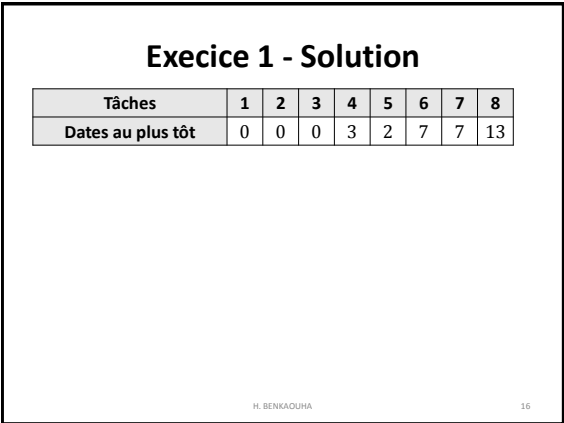 Execice 1 - Solution
Tâches 1 2 3 4 5 6 7 8
Dates au plus tôt 0 0 0 3 2 7 7 13
H. BENKAOUHA 16